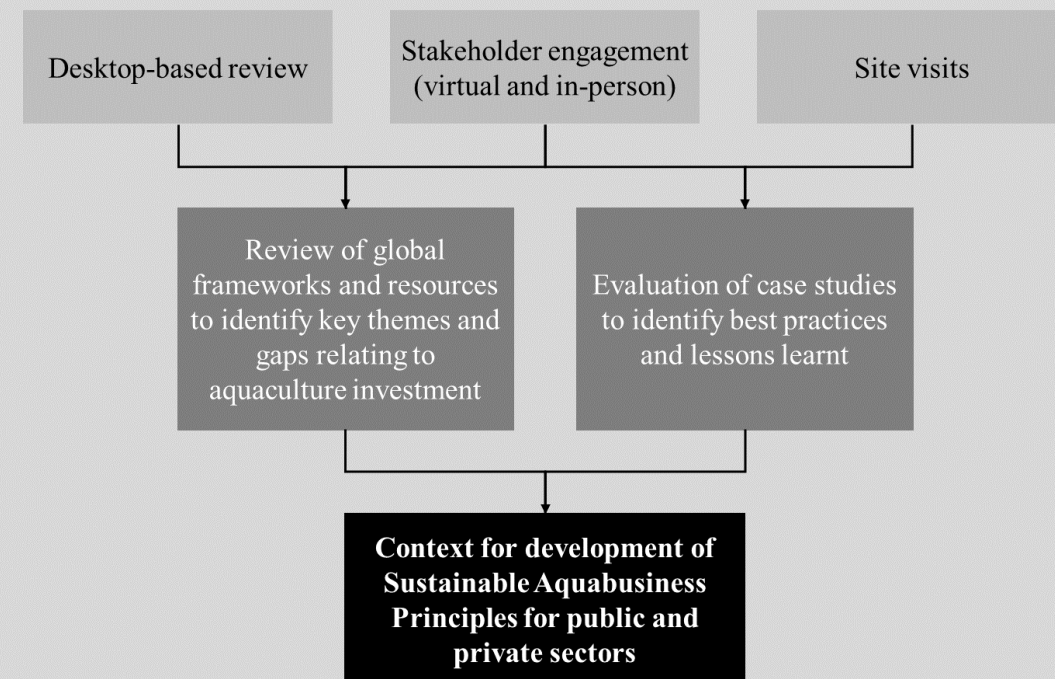 Desktop-based review
Stakeholder engagement
(virtual and in-person)
Site visits
Review of global
frameworks and resources
to identify key themes and
gaps relating to
aquaculture investment
Evaluation of case studies
to identify best practices
and lessons learnt
Context for development of
Sustainable Aquabusiness
Principles for public and
private sectors